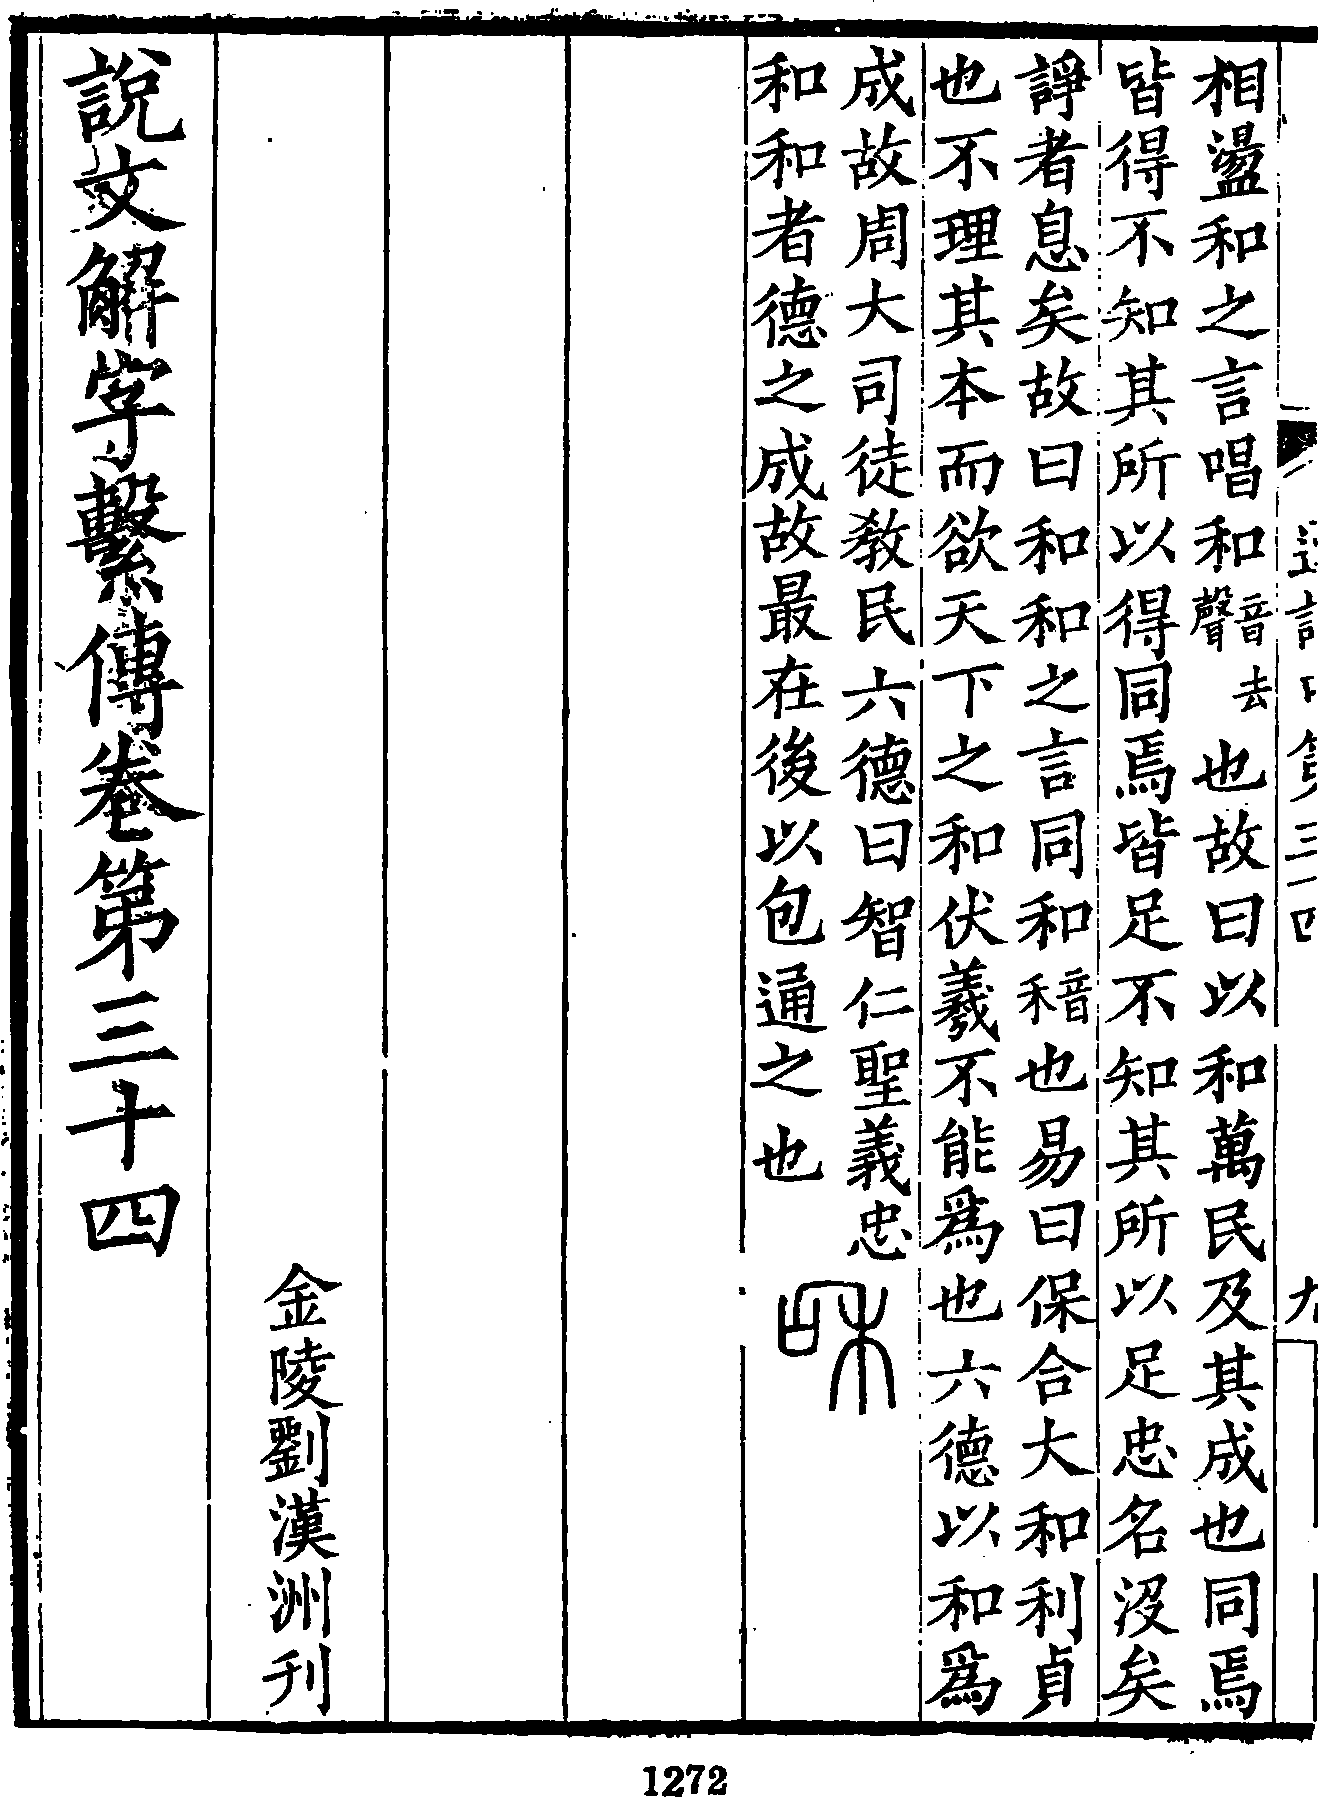 相盪和之言唱和音去聲也故曰以和萬民及其成也同焉
皆得不知其所以得同焉皆足不知其所以足忠名沒矣
諍者息矣故曰和和之言同和音禾也易曰保合大和利貞
也不理其本而欲天下之和伏羲不能爲也六德以和爲
成故周大司徒敎民六德曰智仁聖義忠
和和者德之成故最在後以包通之也
金陵劉漢洲刊
說文解字繫傳卷第三十四
1272